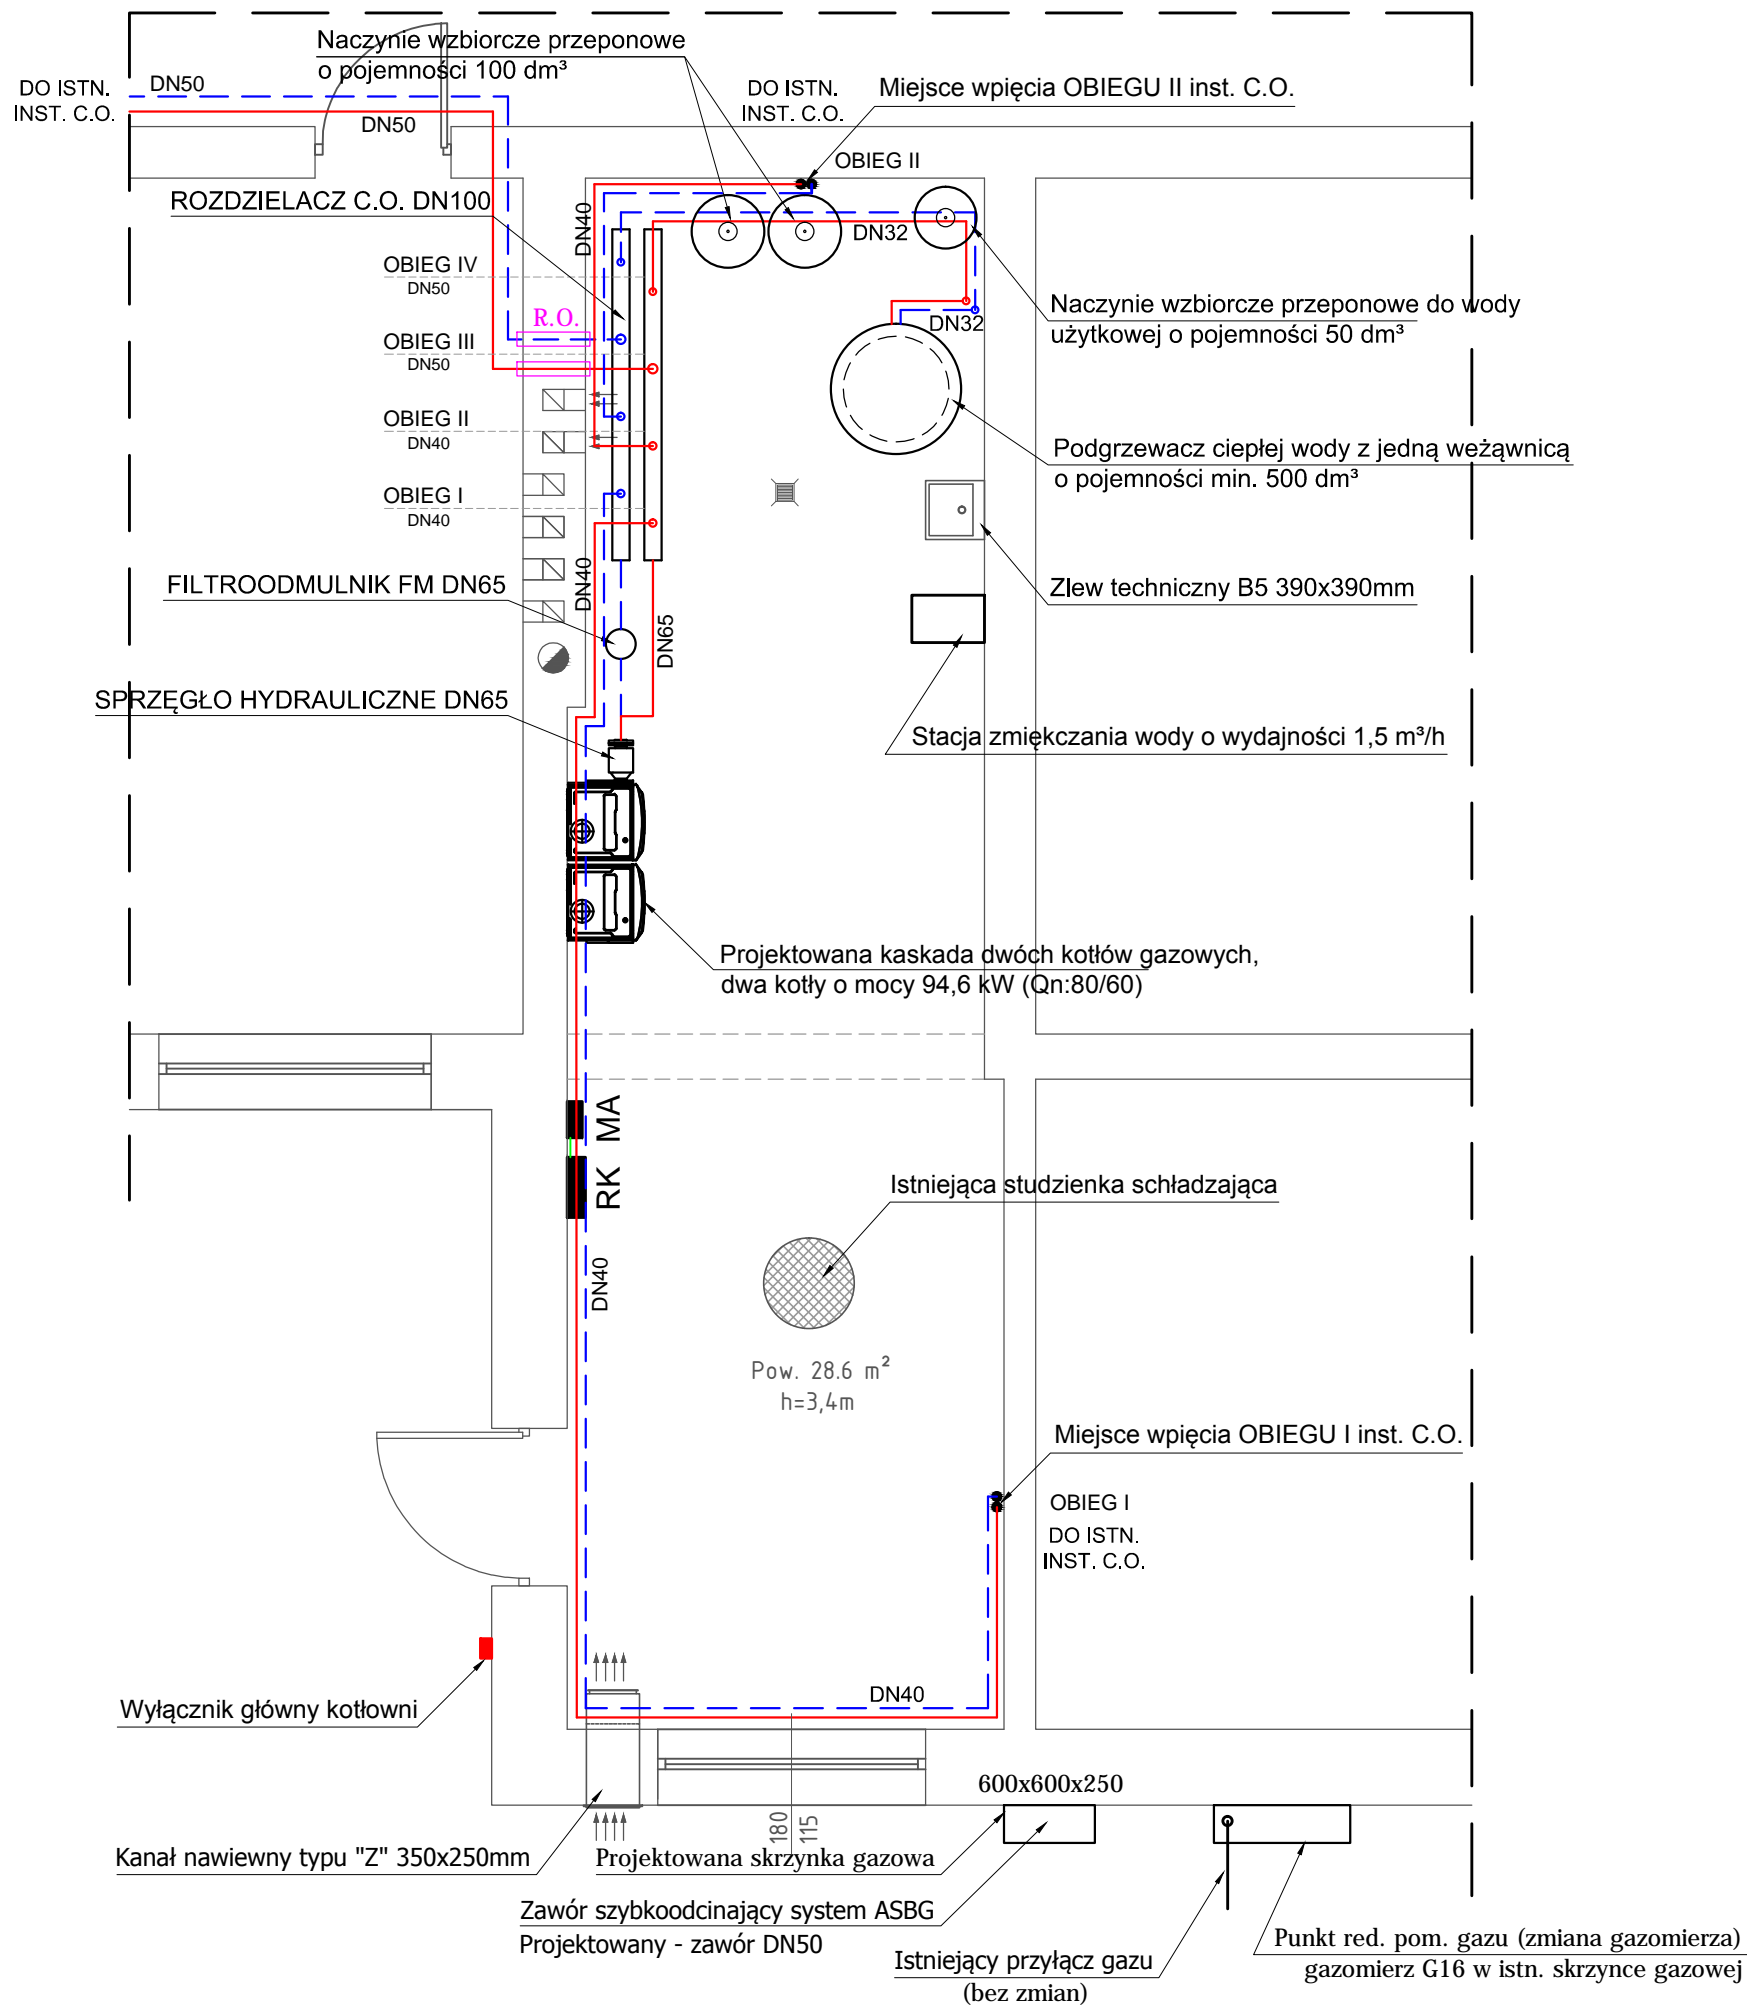 Naczynie wzbiorcze przeponowe
o pojemności 100 dm³
DO ISTN.
INST. C.O.
DN50
DN50
DO ISTN.
INST. C.O.
Miejsce wpięcia OBIEGU II inst. C.O.
OBIEG II
ROZDZIELACZ C.O. DN100
DN40
DN32
OBIEG IV
DN50
R.O.
Naczynie wzbiorcze przeponowe do wody
użytkowej o pojemności 50 dm³
DN32
OBIEG III
DN50
OBIEG II
DN40
Podgrzewacz ciepłej wody z jedną weżąwnicą
o pojemności min. 500 dm³
OBIEG I
DN40
FILTROODMULNIK FM DN65
DN40
DN65
Zlew techniczny B5 390x390mm
SPRZĘGŁO HYDRAULICZNE DN65
Stacja zmiękczania wody o wydajności 1,5 m³/h
Projektowana kaskada dwóch kotłów gazowych,
dwa kotły o mocy 94,6 kW (Qn:80/60)
MA
RK
Istniejąca studzienka schładzająca
DN40
Pow. 28.6 m²
h=3,4m
Miejsce wpięcia OBIEGU I inst. C.O.
OBIEG I
DO ISTN.
INST. C.O.
DN40
Wyłącznik główny kotłowni
600x600x250
180
115
Kanał nawiewny typu "Z" 350x250mm
Projektowana skrzynka gazowa
Zawór szybkoodcinający system ASBG
Projektowany - zawór DN50
Istniejący przyłącz gazu
(bez zmian)
Punkt red. pom. gazu (zmiana gazomierza)
gazomierz G16 w istn. skrzynce gazowej